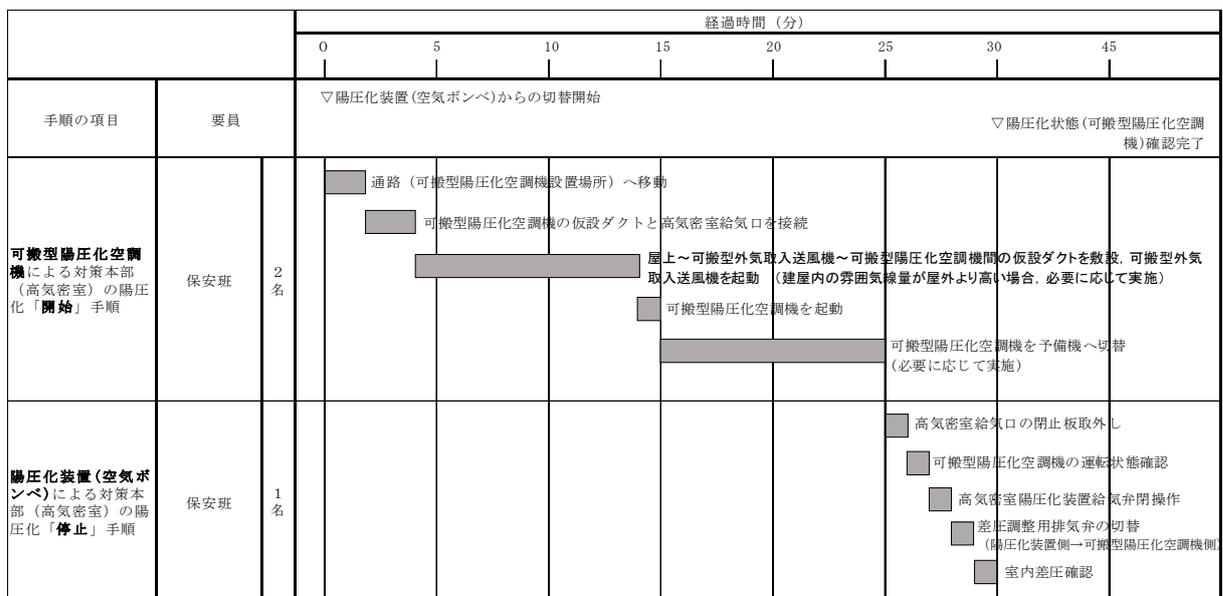 経過時間（分）
0 5 10 15 20 25 30 45
手順の項目
要員
▽陽圧化装置(空気ボンベ)からの切替開始
▽陽圧化状態(可搬型陽圧化空調
機)確認完了
可搬型陽圧化空調
機による対策本部
（高気密室）の陽圧
化「開始」手順
保安班
2
名
通路（可搬型陽圧化空調機設置場所）へ移動
可搬型陽圧化空調機の仮設ダクトと高気密室給気口を接続
屋上～可搬型外気取入送風機～可搬型陽圧化空調機間の仮設ダクトを敷設，可搬型外気
取入送風機を起動　（建屋内の雰囲気線量が屋外より高い場合，必要に応じて実施）
可搬型陽圧化空調機を起動
可搬型陽圧化空調機を予備機へ切替
（必要に応じて実施）
陽圧化装置(空気ボ
ンベ)による対策本
部（高気密室）の陽
圧化「停止」手順
保安班
1
名
高気密室給気口の閉止板取外し
可搬型陽圧化空調機の運転状態確認
高気密室陽圧化装置給気弁閉操作
差圧調整用排気弁の切替
（陽圧化装置側→可搬型陽圧化空調機側）
室内差圧確認